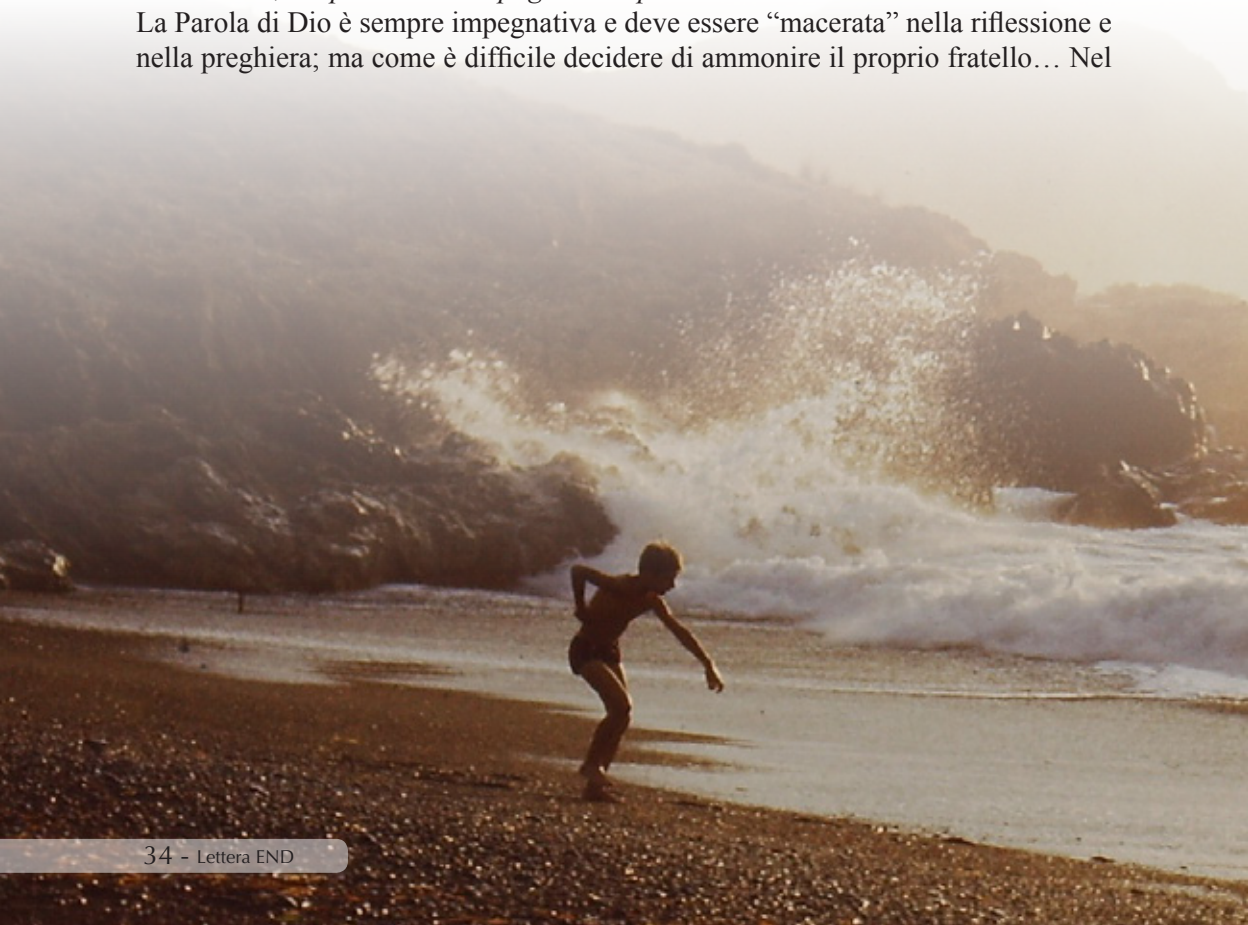 La Parola di Dio è sempre impegnativa e deve essere “macerata” nella riflessione e
nella preghiera; ma come è difficile decidere di ammonire il proprio fratello… Nel
34 - Lettera END